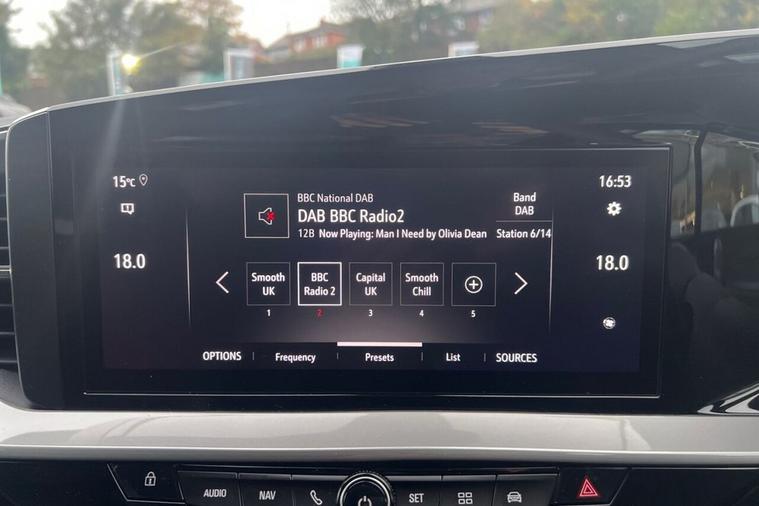 15°C
16:53
BBC National DAB
DAB BBC Radio2
12B Now Playing: Man I Need by Olivia Dean
Band
DAB
Station 6/14
18.0
18.0
Smooth
UK
BBC
Radio 2
Capital
UK
Smooth
Chill
1
2
3
4
5
OPTIONS
Frequency
Presets
List
SOURCES
AUDIO
NAV
SET